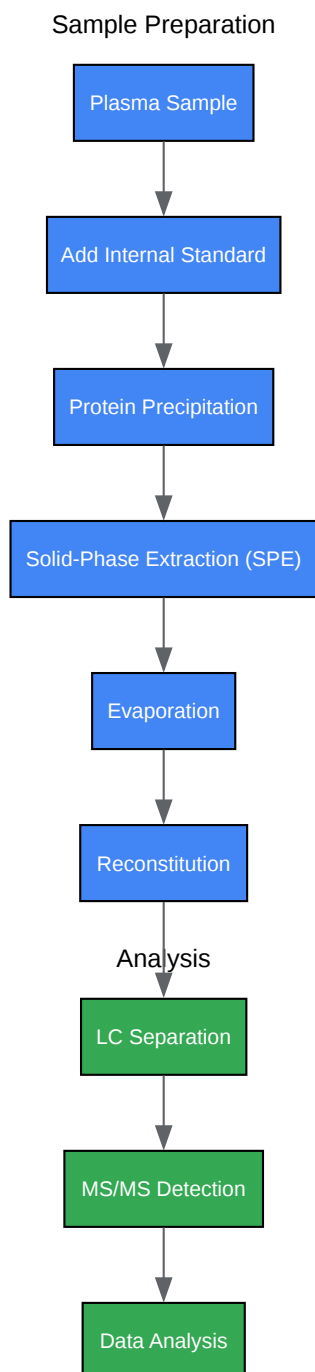 Sample Preparation
Plasma Sample
Add Internal Standard
Protein Precipitation
Solid-Phase Extraction (SPE)
Evaporation
Reconstitution
Analysis
LC Separation
MS/MS Detection
Data Analysis